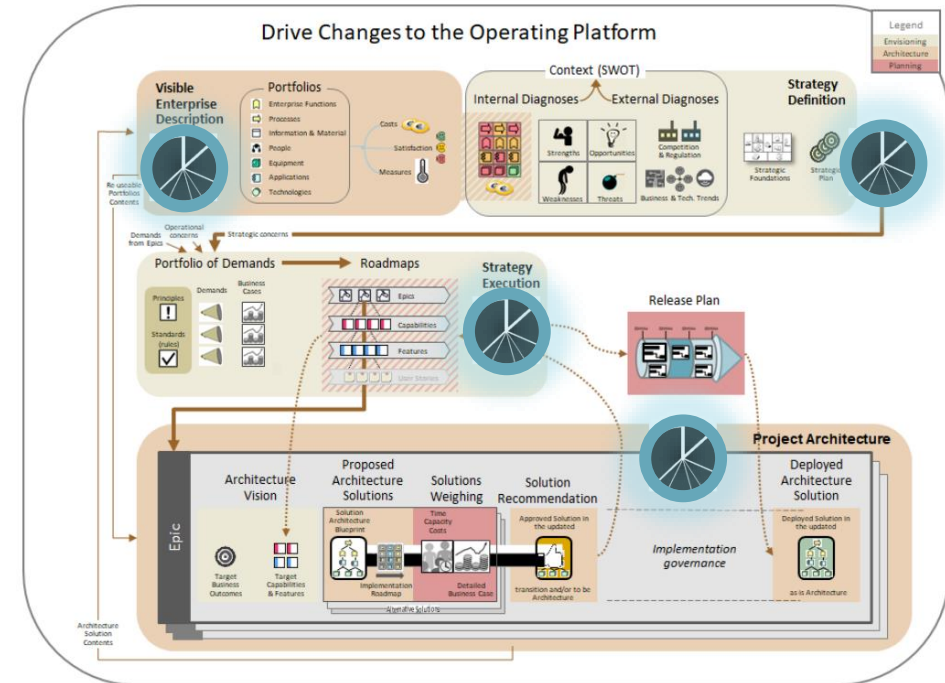 Drive Changes to the Operating Platform
Legend
Envisioning
Architecture
Planning
Visible
Enterprise
Description
Portfolios
Enterprise Functions
Processes
Information & Material
People
Equipment
Applications
Technologies
Costs
Satisfaction
Measures
Context (SWOT)
Internal Diagnoses
External Diagnoses
Strengths
Opportunities
Weaknesses
Threats
Competition
& Regulation
Business & Tech. Trends
Strategy
Definition
Strategic
Foundations
Strategic
Plan
Re-useable
Portfolios
Contents
Demands
from Epics
Operational
concerns
Strategic concerns
Portfolio of Demands
Roadmaps
Strategy
Execution
Principles
Standards
(rules)
Demands
Business
Cases
Epics
Capabilities
Features
User Stories
Release Plan
Project Architecture
Epic
Architecture
Vision
Target
Business
Outcomes
Target
Capabilities
& Features
Proposed
Architecture
Solutions
Solution
Architecture
Blueprint
Implementation
Roadmap
Solutions
Weighing
Time
Capacity
Costs
Detailed
Business Case
Alternative Solutions
Solution
Recommendation
Approved Solution in
the updated
transition and/or to be
Architecture
Implementation
governance
Deployed
Architecture
Solution
Deployed Solution in
the updated
as is Architecture
Architecture
Solution
Contents